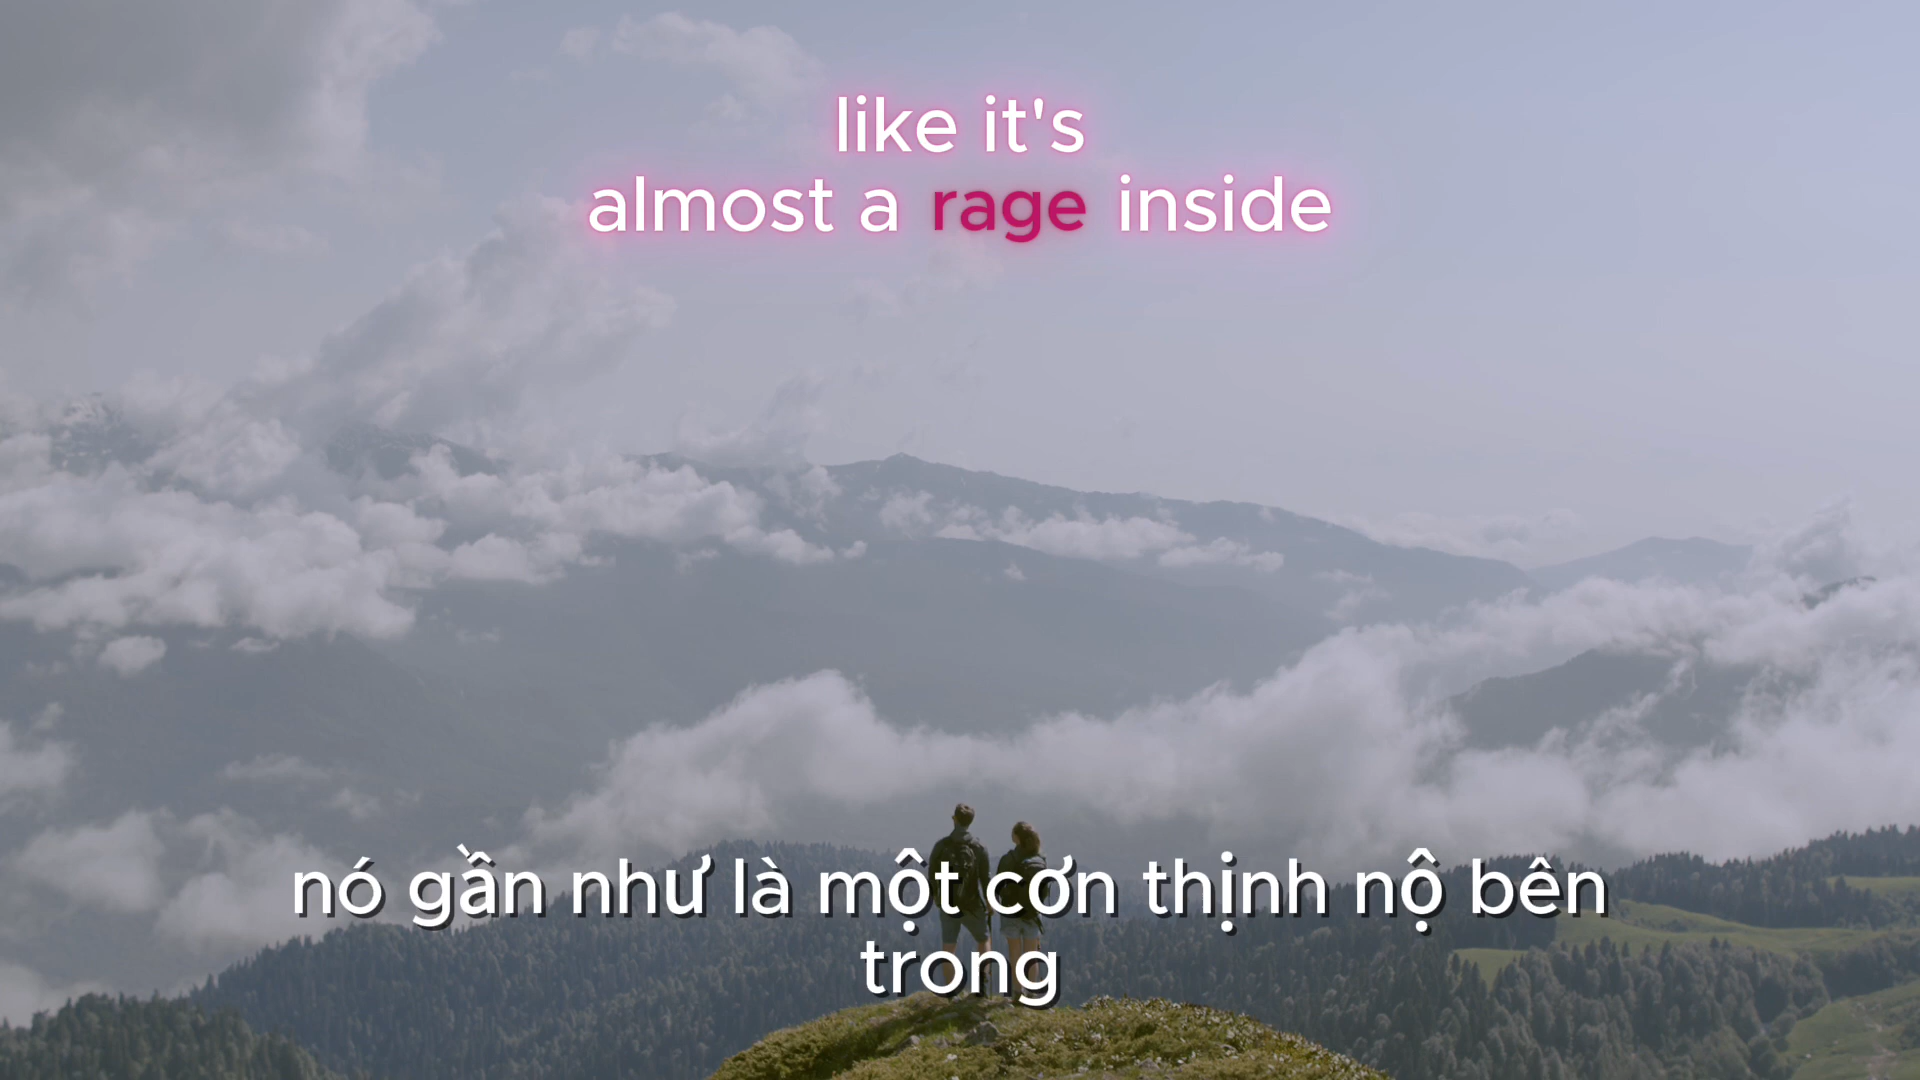 like it's
almost a rage inside
nó gần như là một cơn thịnh nộ bên
trong